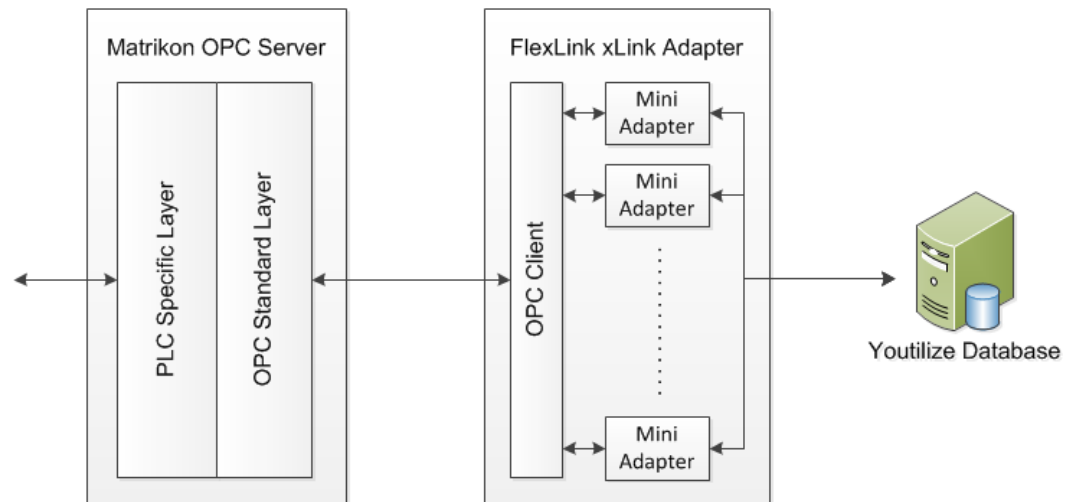 Matrikon OPC Server
PLC Specific Layer
OPC Standard Layer
FlexLink xLink Adapter
OPC Client
Mini
Adapter
Mini
Adapter
Mini
Adapter
Youtilize Database